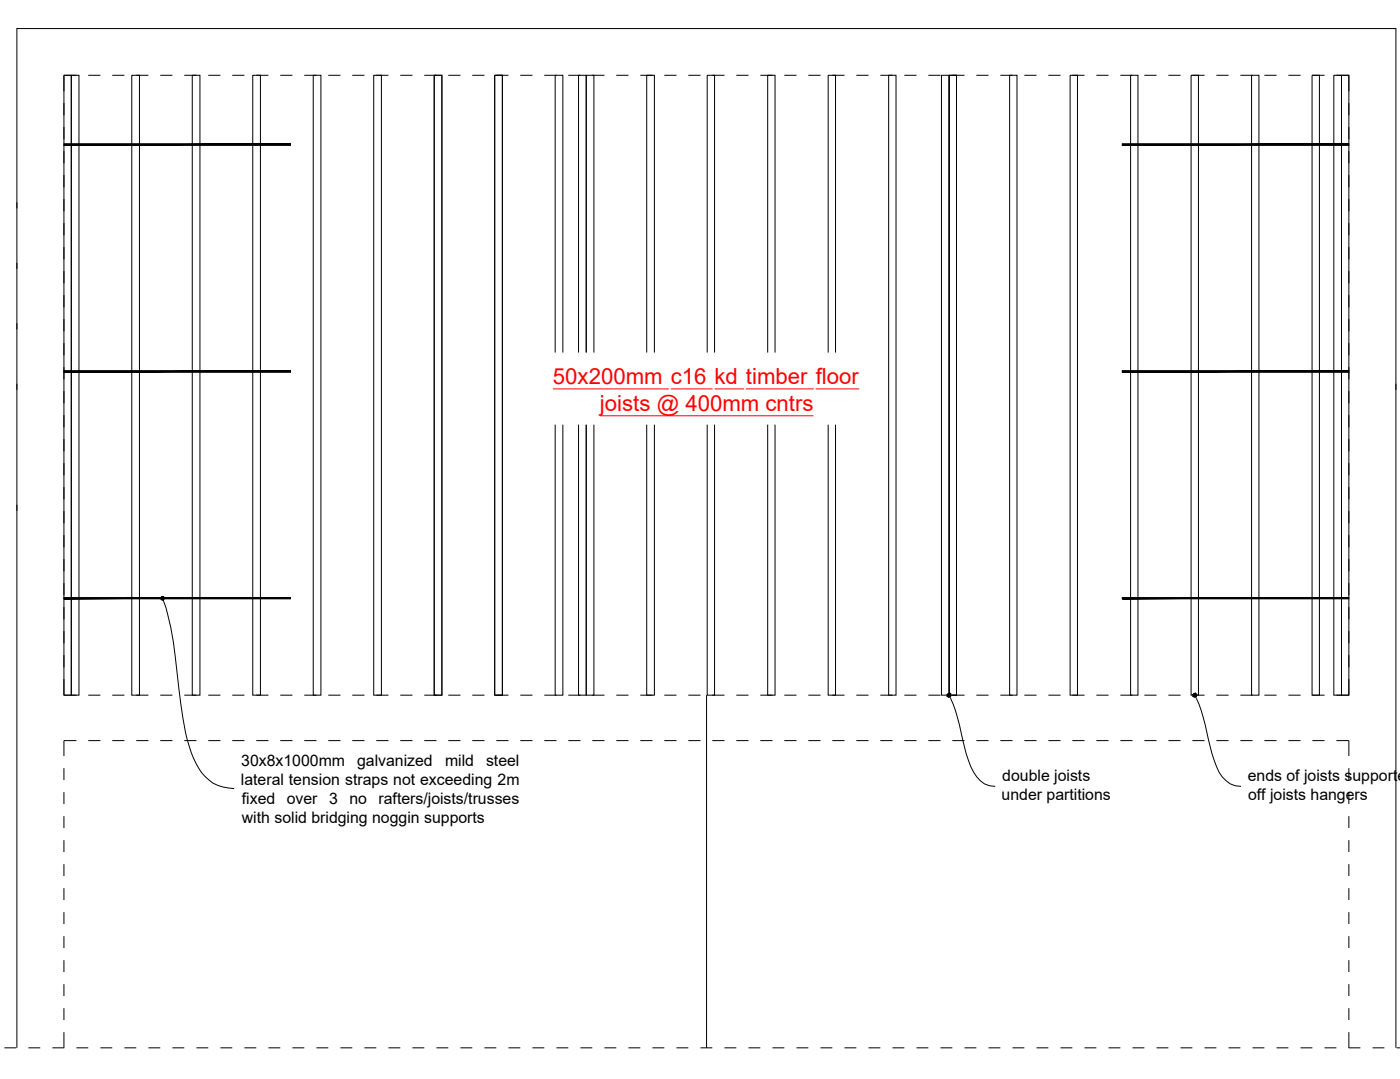 50x200mm c16 kd timber floor
joists @ 400mm cntrs
30x8x1000mm galvanized mild steel
lateral tension straps not exceeding 2m
fixed over 3 no rafters/joists/trusses
with solid bridging noggin supports
double joists
under partitions
ends of joists supporte
off joists hangers